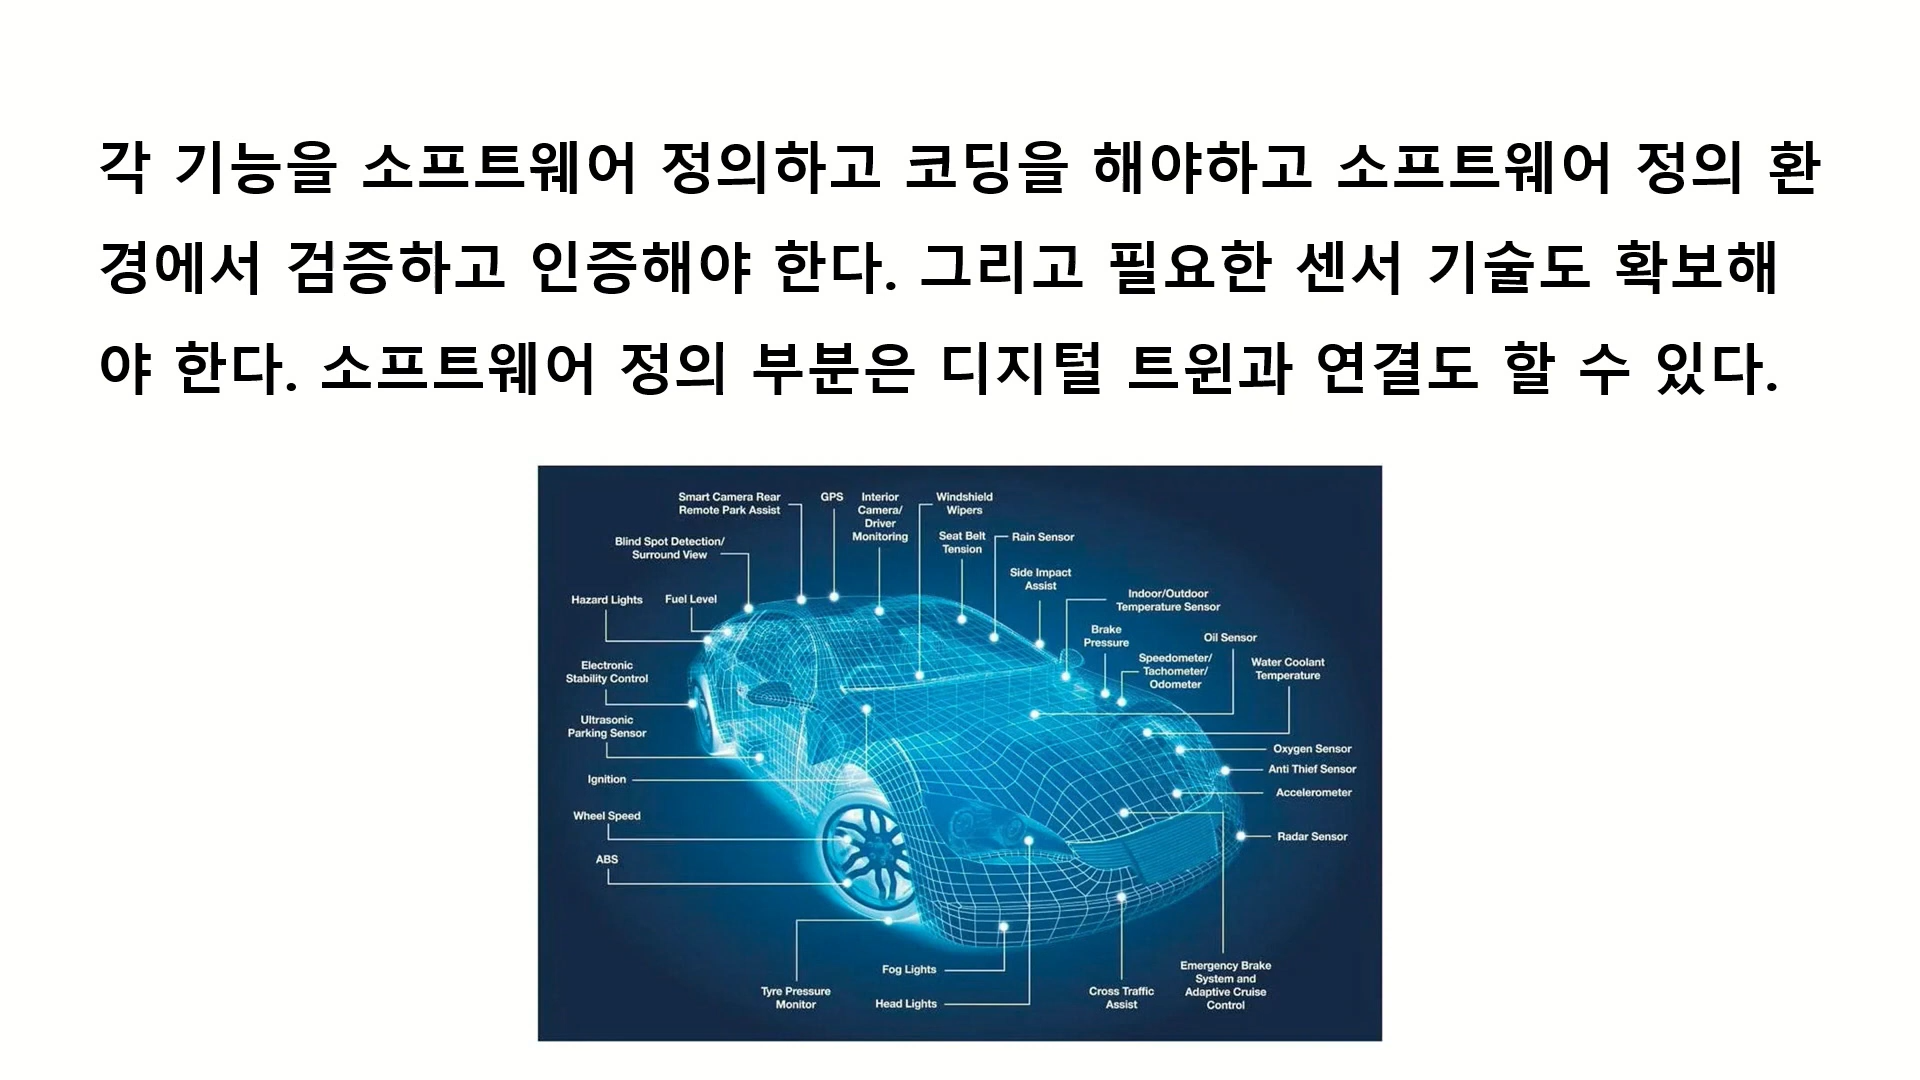 각 기능을 소프트웨어 정의하고 코딩을 해야하고 소프트웨어 정의 환
경에서 검증하고 인증해야 한다. 그리고 필요한 센서 기술도 확보해
야 한다. 소프트웨어 정의 부분은 디지털 트윈과 연결도 할 수 있다.
Smart Camera Rear
Remote Park Assist
GPS
Interior
Camera/
Driver
Monitoring
Windshield
Wipers
Seat Belt
Tension
Rain Sensor
Blind Spot Detection/
Surround View
Side Impact
Assist
Hazard Lights
Fuel Level
Indoor/Outdoor
Temperature Sensor
Brake
Pressure
Oil Sensor
Speedometer/
Tachometer/
Odometer
Water Coolant
Temperature
Electronic
Stability Control
Ultrasonic
Parking Sensor
Oxygen Sensor
Anti Thief Sensor
Ignition
Accelerometer
Wheel Speed
Radar Sensor
ABS
Fog Lights
Emergency Brake
System and
Adaptive Cruise
Control
Tyre Pressure
Monitor
Head Lights
Cross Traffic
Assist